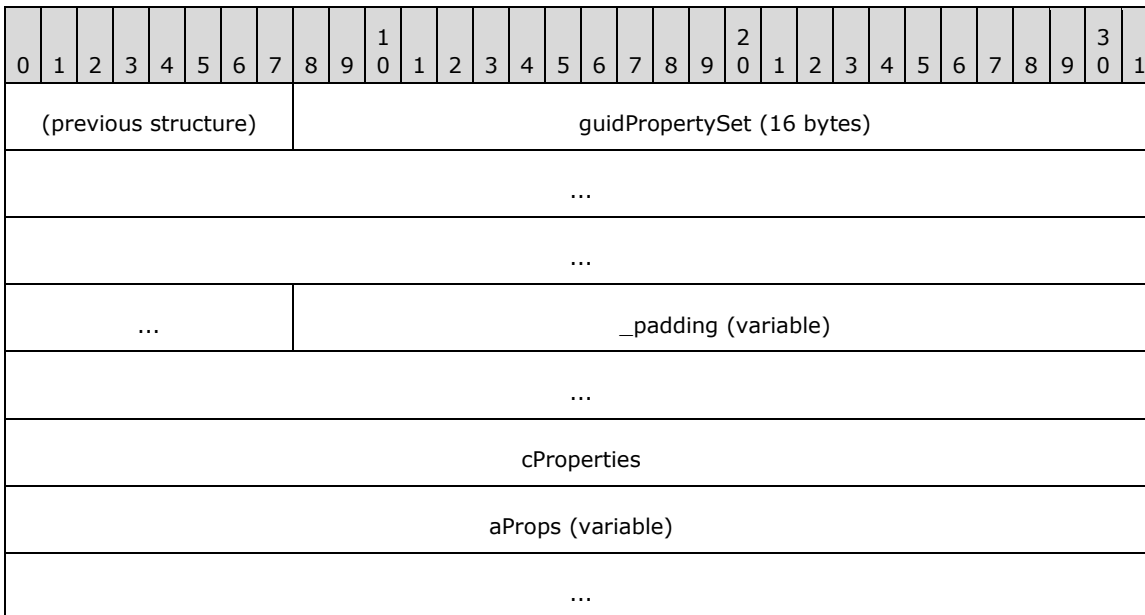 0 1 2 3 4 5 6 7 8 9 1 0 1 2 3 4 5 6 7 8 9 2 0 1 2 3 4 5 6 7 8 9 3 0 1
(previous structure) guidPropertySet (16 bytes)
...
...
... _padding (variable)
...
cProperties
aProps (variable)
...